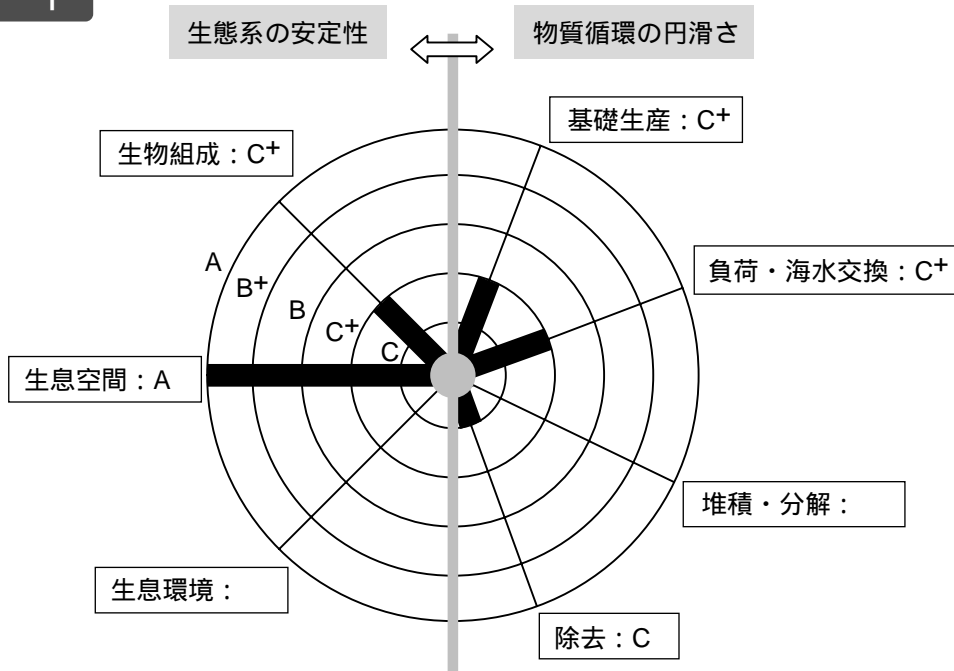 生態系の安定性
物質循環の円滑さ
基礎生産：C+
生物組成：C+
A
B+
B
C+
C
負荷・海水交換：C+
生息空間：A
堆積・分解：
生息環境：
除去：C